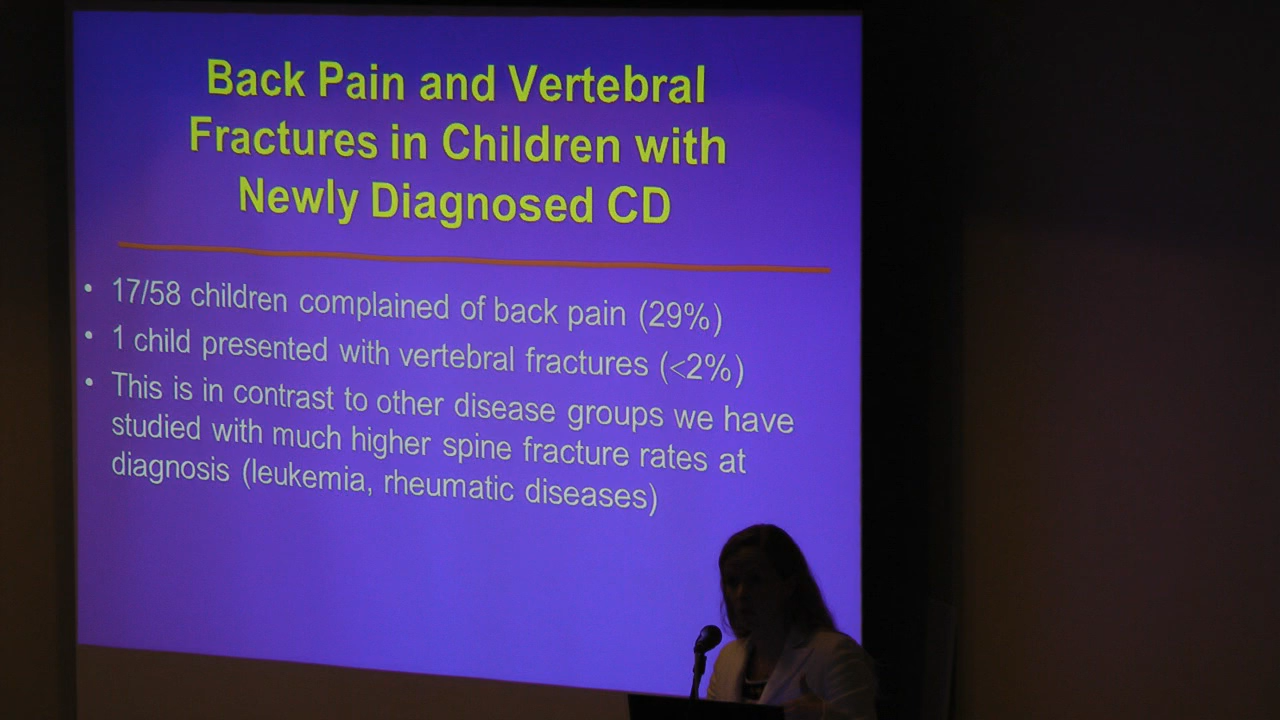 Back Pain and Vertebral
Fractures in Children with
Newly Diagnosed CD
• 17/58 children complained of back pain (29%)
• 1 child presented with vertebral fractures (<2%)
• This is in contrast to other disease groups we have
studied with much higher spine fracture rates at
diagnosis (leukemia, rheumatic diseases)